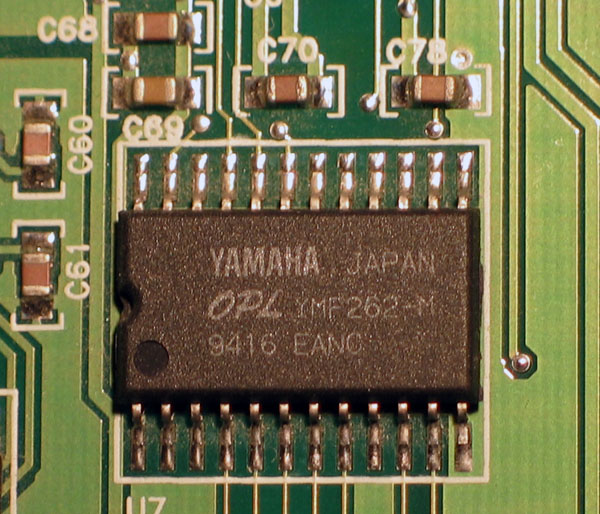 C68
C70
C78
C69
C60
C61
YAMAHA JAPAN
OPL YMF262-M
9416 EANC
U7